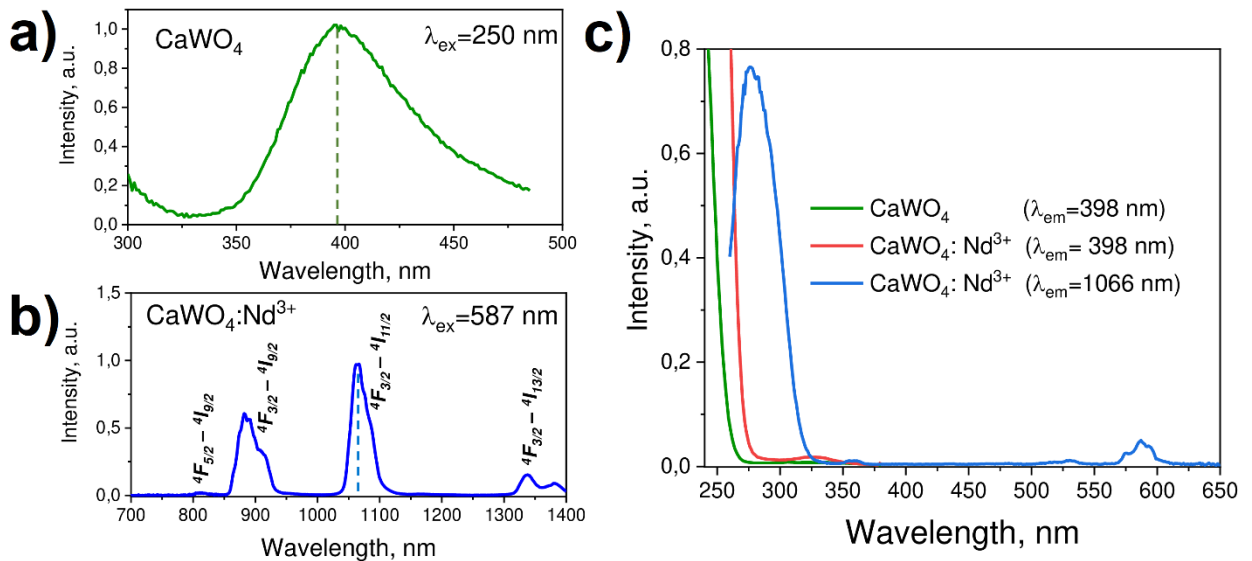 a)
CaWO₄
λex=250 nm
Intensity, a.u.
1,0
0,8
0,6
0,4
0,2
0,0
300 350 400 450 500
Wavelength, nm
b)
CaWO₄:Nd³⁺
λex=587 nm
Intensity, a.u.
1,5
1,0
0,5
0,0
⁴F5/2 – ⁴I9/2
⁴F3/2 – ⁴I9/2
⁴F3/2 – ⁴I11/2
⁴F3/2 – ⁴I13/2
700 800 900 1000 1100 1200 1300 1400
Wavelength, nm
c)
Intensity, a.u.
0,8
0,6
0,4
0,2
0,0
CaWO₄ (λem=398 nm)
CaWO₄: Nd³⁺ (λem= 398 nm)
CaWO₄: Nd³⁺ (λem=1066 nm)
250 300 350 400 450 500 550 600 650
Wavelength, nm